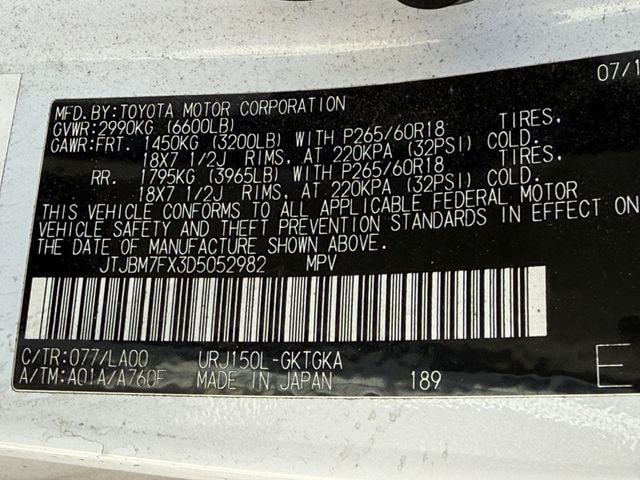 07/1
MFD.BY:TOYOTA MOTOR CORPORATION
GVWR:2990KG (6600LB)
GAWR:FRT. 1450KG (3200LB) WITH P265/60R18 TIRES,
18X7 1/2J RIMS, AT 220KPA (32PSI) COLD.
RR. 1795KG (3965LB) WITH P265/60R18 TIRES,
18X7 1/2J RIMS, AT 220KPA (32PSI) COLD.
THIS VEHICLE CONFORMS TO ALL APPLICABLE FEDERAL MOTOR
VEHICLE SAFETY AND THEFT PREVENTION STANDARDS IN EFFECT ON
THE DATE OF MANUFACTURE SHOWN ABOVE.
JTJBM7FX3D5052982 MPV
C/TR:077/LA00 URJ150L-GKTGKA
A/TM:A01A/A760F MADE IN JAPAN 189 E